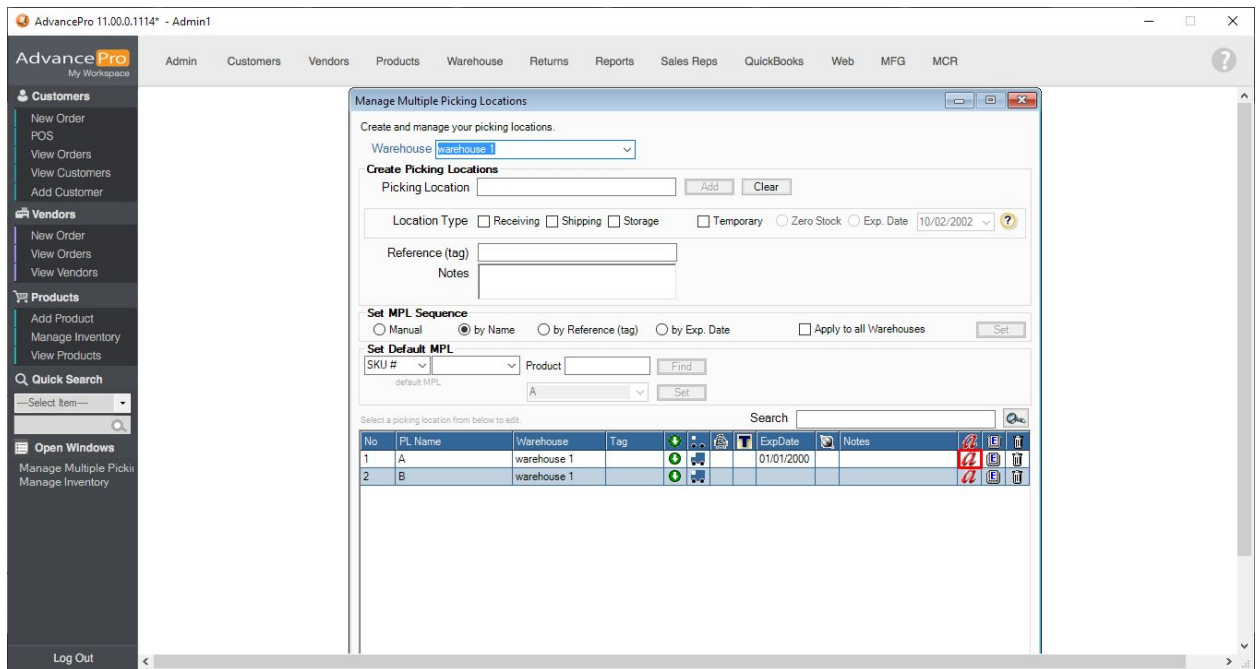 AdvancePro 11.00.0.1114* - Admin1
AdvancePro
My Workspace
Admin Customers Vendors Products Warehouse Returns Reports Sales Reps QuickBooks Web MFG MCR
Customers
New Order
POS
View Orders
View Customers
Add Customer
Vendors
New Order
View Orders
View Vendors
Products
Add Product
Manage Inventory
View Products
Quick Search
---Select Item---
Open Windows
Manage Multiple Pickin
Manage Inventory
Log Out
Manage Multiple Picking Locations
Create and manage your picking locations.
Warehouse warehouse 1
Create Picking Locations
Picking Location Add Clear
Location Type Receiving Shipping Storage Temporary Zero Stock Exp. Date 10/02/2002 ?
Reference (tag)
Notes
Set MPL Sequence
Manual by Name by Reference (tag) by Exp. Date Apply to all Warehouses Set
Set Default MPL
SKU # Product Find
default MPL A Set
Select a picking location from below to edit. Search
No PL Name Warehouse Tag T ExpDate Notes a E
1 A warehouse 1 01/01/2000 a E
2 B warehouse 1 a E